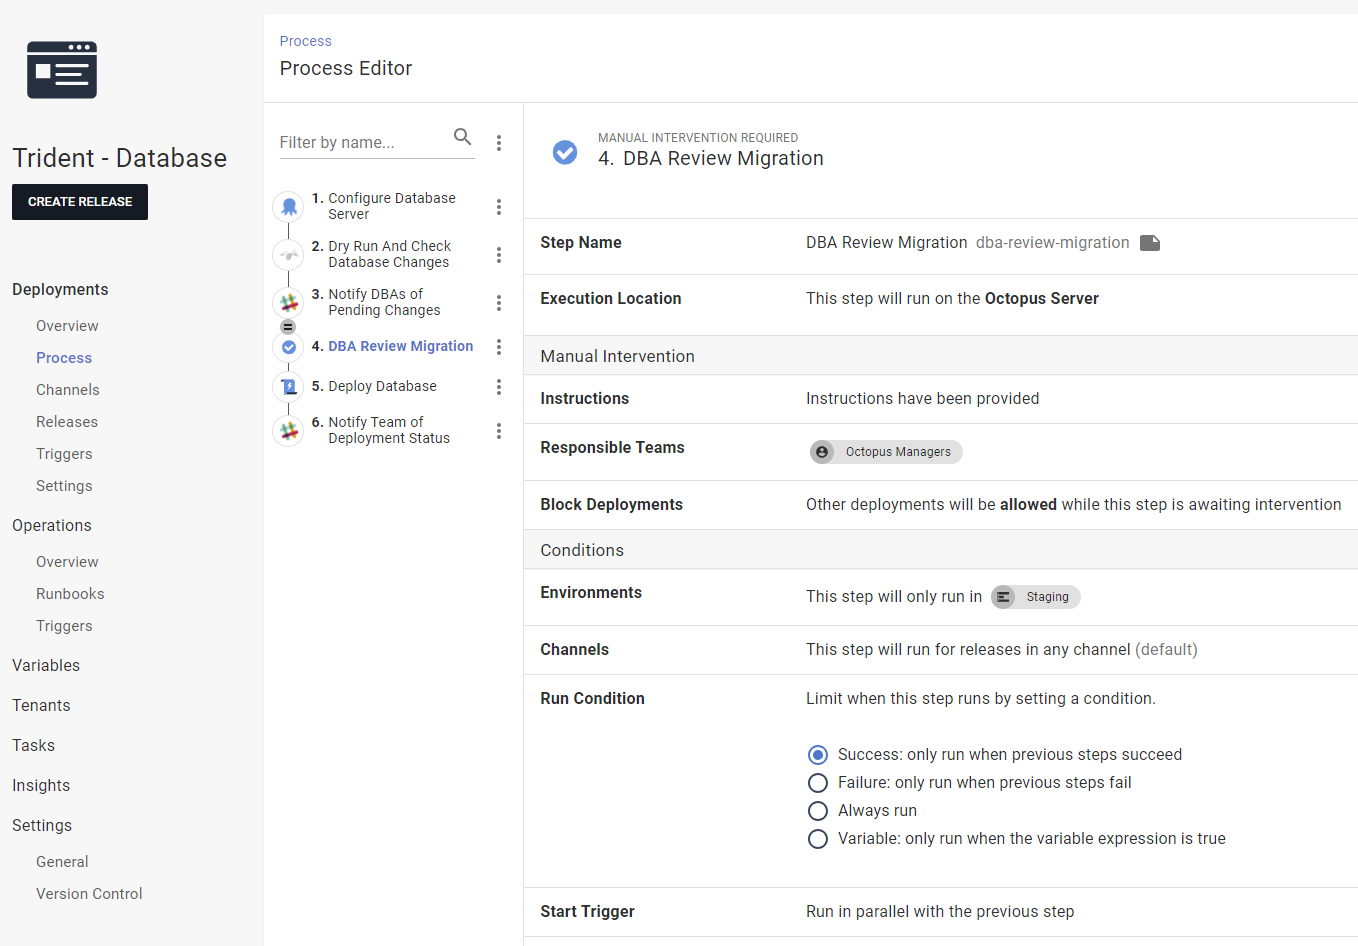 Trident - Database
CREATE RELEASE
Deployments
Overview
Process
Channels
Releases
Triggers
Settings
Operations
Overview
Runbooks
Triggers
Variables
Tenants
Tasks
Insights
Settings
General
Version Control
Process
Process Editor
Filter by name...
1. Configure Database
Server
2. Dry Run And Check
Database Changes
3. Notify DBAs of
Pending Changes
4. DBA Review Migration
5. Deploy Database
6. Notify Team of
Deployment Status
MANUAL INTERVENTION REQUIRED
4. DBA Review Migration
Step Name
DBA Review Migration dba-review-migration
Execution Location
This step will run on the Octopus Server
Manual Intervention
Instructions
Instructions have been provided
Responsible Teams
Octopus Managers
Block Deployments
Other deployments will be allowed while this step is awaiting intervention
Conditions
Environments
This step will only run in Staging
Channels
This step will run for releases in any channel (default)
Run Condition
Limit when this step runs by setting a condition.
Success: only run when previous steps succeed
Failure: only run when previous steps fail
Always run
Variable: only run when the variable expression is true
Start Trigger
Run in parallel with the previous step